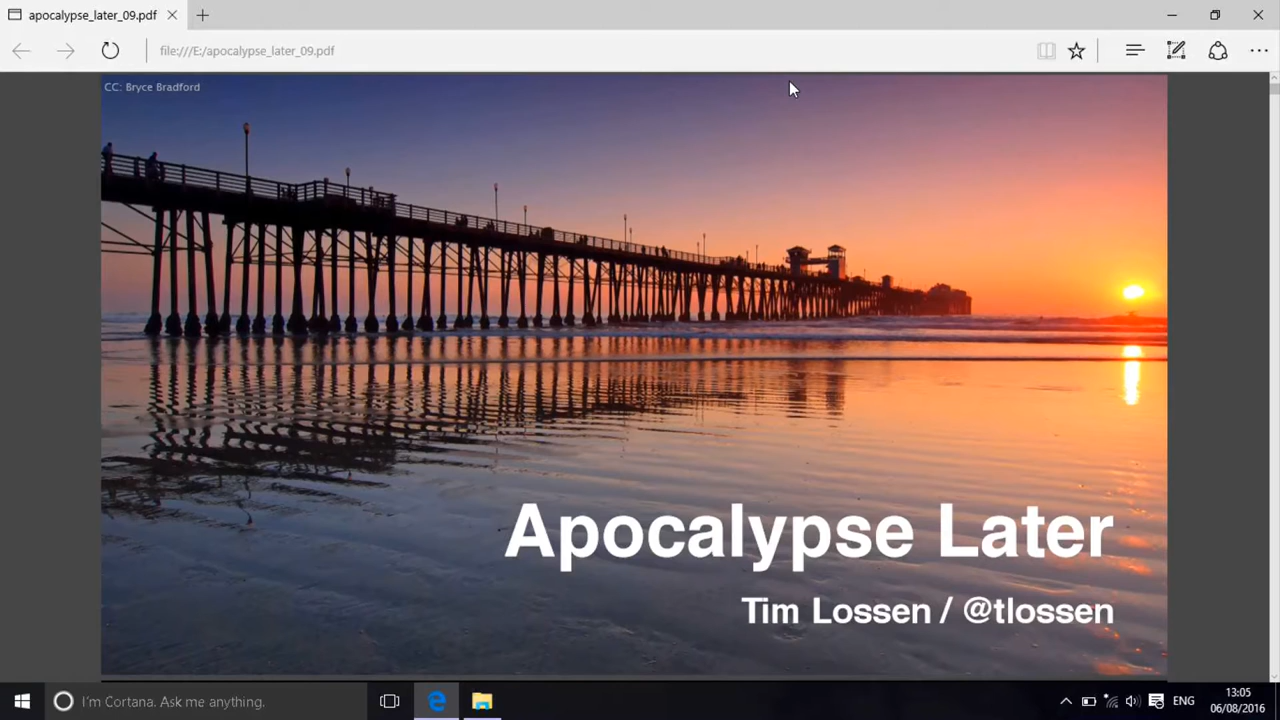 apocalypse_later_09.pdf
file:///E:/apocalypse_later_09.pdf
CC: Bryce Bradford
Apocalypse Later
Tim Lossen / @tlossen
I'm Cortana. Ask me anything.
ENG
13:05
06/08/2016